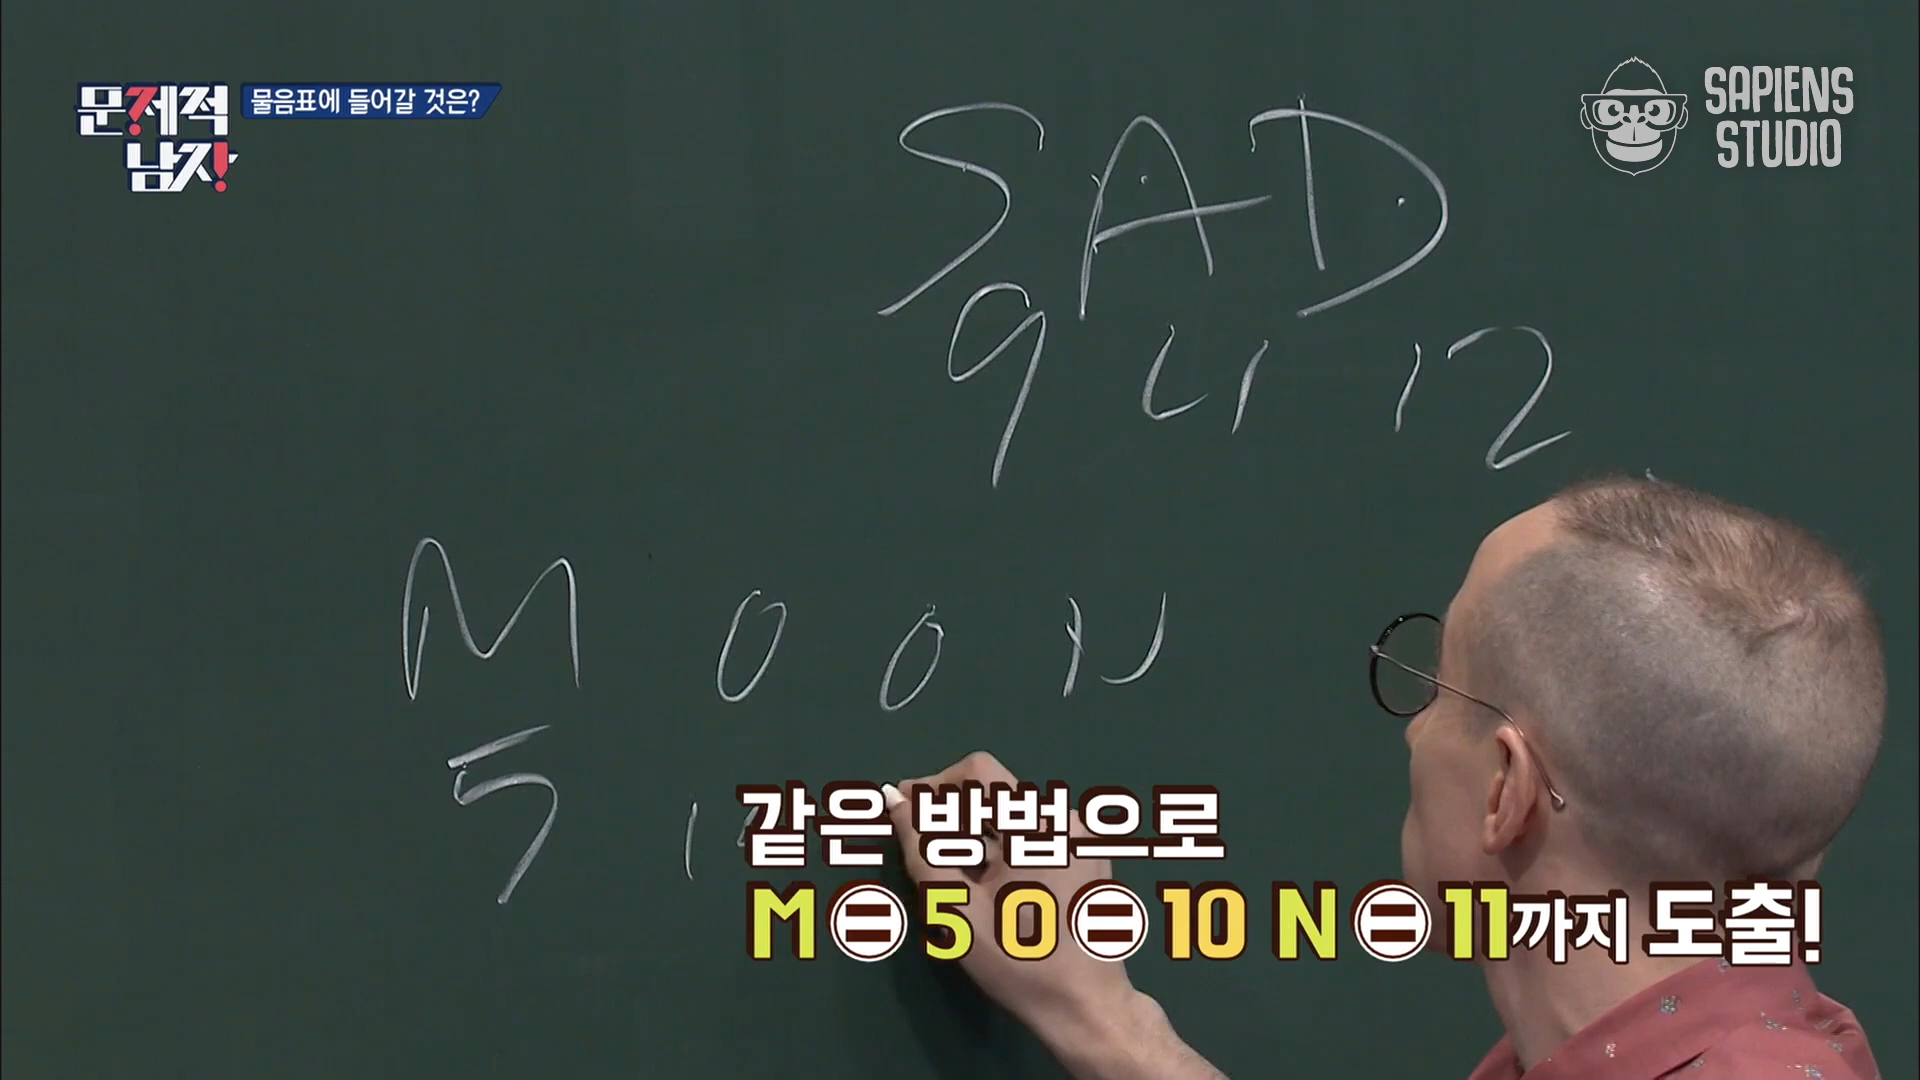 문제적
남자!
물음표에 들어갈 것은?
SAPIENS
STUDIO
SAD
9 4 12
MOON
5 1
같은 방법으로
M=5 O=10 N=11까지 도출!